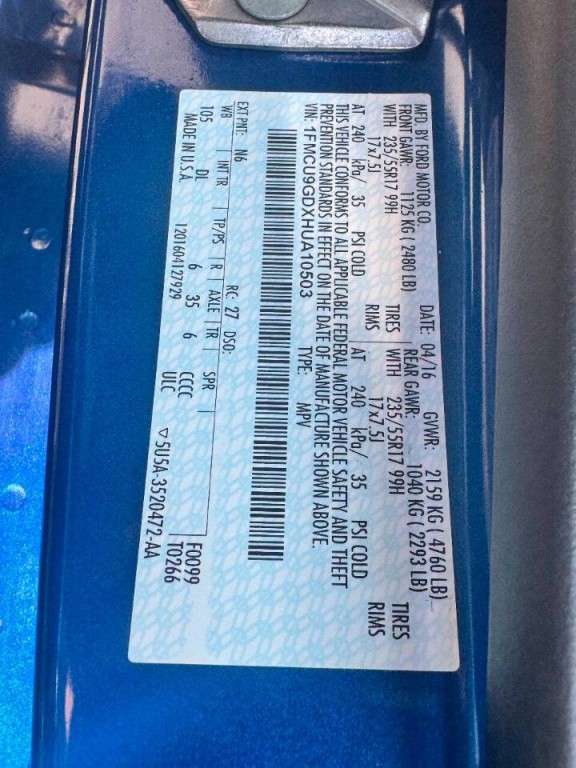 MFD. BY FORD MOTOR CO.
DATE: 04/16 GVWR: 2159 KG ( 4760 LB)
FRONT GAWR: 1125 KG ( 2480 LB) REAR GAWR: 1040 KG ( 2293 LB)
WITH 235/55R17 99H TIRES WITH 235/55R17 99H TIRES
17x7.5J RIMS 17x7.5J RIMS
AT 240 kPa/ 35 PSI COLD AT 240 kPa/ 35 PSI COLD
THIS VEHICLE CONFORMS TO ALL APPLICABLE FEDERAL MOTOR VEHICLE SAFETY AND THEFT
PREVENTION STANDARDS IN EFFECT ON THE DATE OF MANUFACTURE SHOWN ABOVE.
VIN: 1FMCU9GDXHUA10503 TYPE: MPV
EXT PNT: N6 RC: 27 DSO: F0099
WB INT TR TP/PS R AXLE TR SPR T0266
105 DL 6 35 6 CCCC ▽5U5A-3520472-AA
MADE IN U.S.A. 1201604127929 ULC